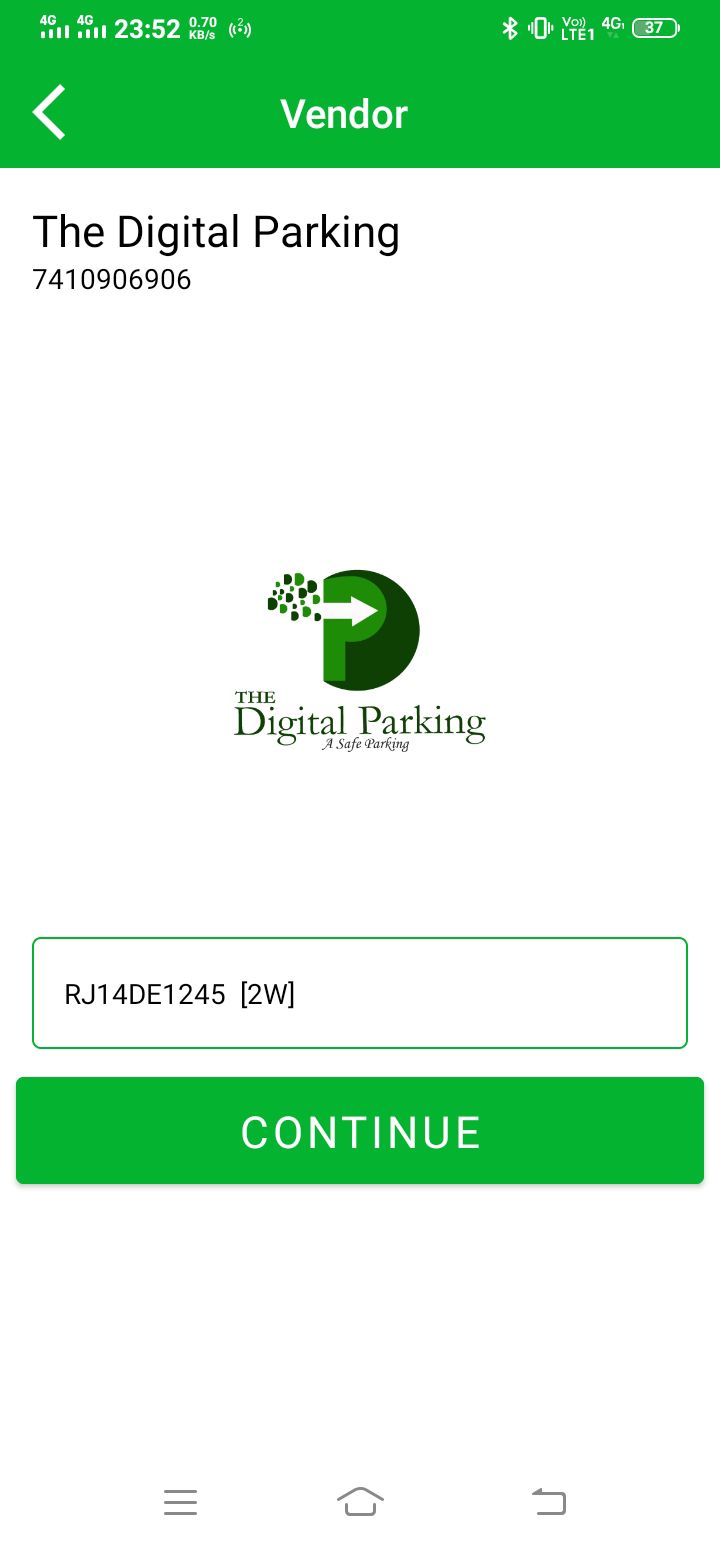 4G 4G 23:52 0.70 KB/s 2 Vo)) LTE1 4G 37
Vendor
The Digital Parking
7410906906
THE
Digital Parking
A Safe Parking
RJ14DE1245 [2W]
CONTINUE